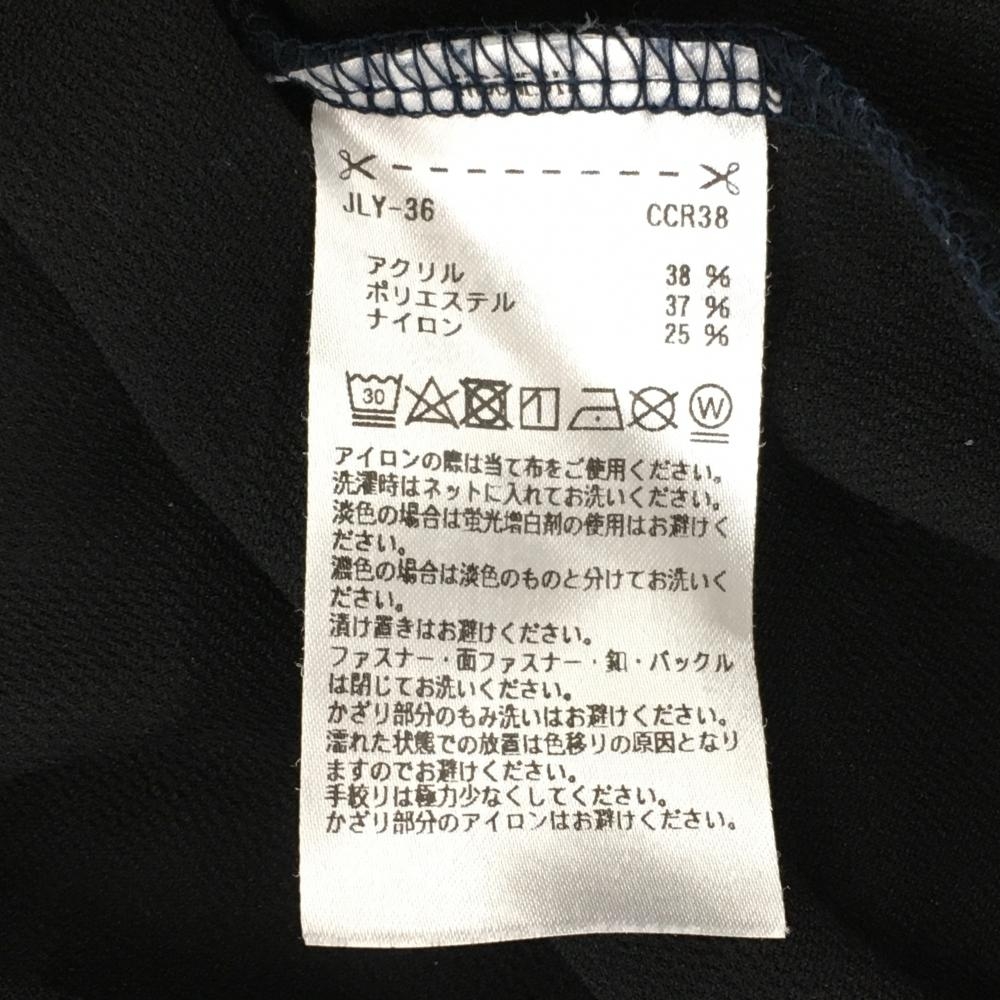 JLY-36 CCR38
アクリル 38 %
ポリエステル 37 %
ナイロン 25 %
30 W
アイロンの際は当て布をご使用ください。
洗濯時はネットに入れてお洗いください。
淡色の場合は蛍光増白剤の使用はお避けく
ださい。
濃色の場合は淡色のものと分けてお洗いく
ださい。
漬け置きはお避けください。
ファスナー・面ファスナー・釦・バックル
は閉じてお洗いください。
かざり部分のもみ洗いはお避けください。
濡れた状態での放置は色移りの原因となり
ますのでお避けください。
手絞りは極力少なくしてください。
かざり部分のアイロンはお避けください。